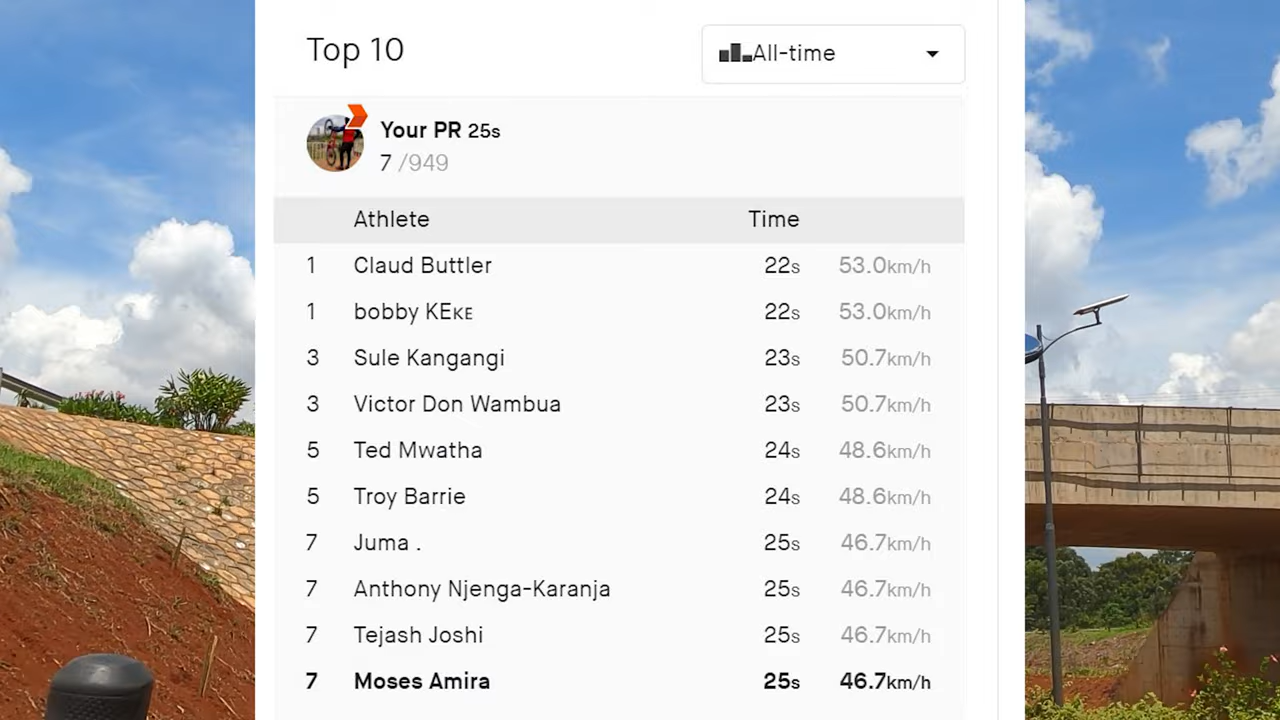 Top 10
All-time
Your PR 25s
7 /949
Athlete Time
1 Claud Buttler 22s 53.0km/h
1 bobby KEᴋᴇ 22s 53.0km/h
3 Sule Kangangi 23s 50.7km/h
3 Victor Don Wambua 23s 50.7km/h
5 Ted Mwatha 24s 48.6km/h
5 Troy Barrie 24s 48.6km/h
7 Juma . 25s 46.7km/h
7 Anthony Njenga-Karanja 25s 46.7km/h
7 Tejash Joshi 25s 46.7km/h
7 Moses Amira 25s 46.7km/h